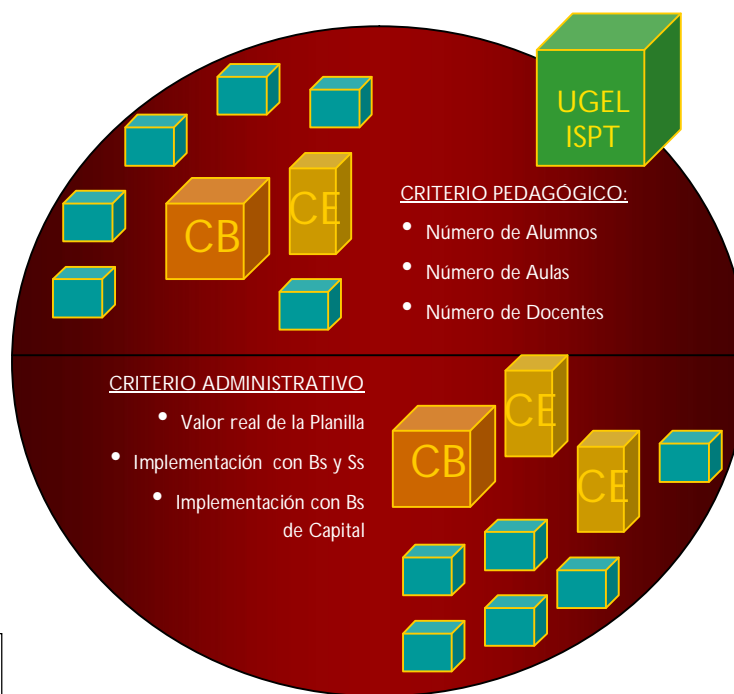 UGEL
ISPT
CRITERIO PEDAGÓGICO:
CB
CE
• Número de Alumnos
• Número de Aulas
• Número de Docentes
CRITERIO ADMINISTRATIVO
• Valor real de la Planilla
• Implementación con Bs y Ss
• Implementación con Bs
de Capital
CE
CB
CE